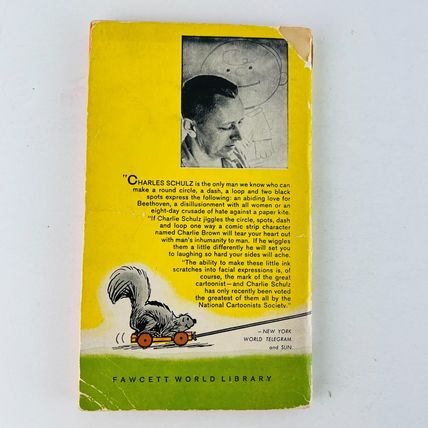 "CHARLES SCHULZ is the only man we know who can
make a round circle, a dash, a loop and two black
spots express the following: an abiding love for
Beethoven, a disillusionment with all women or an
eight-day crusade of hate against a paper kite.
"If Charlie Schulz jiggles the circle, spots, dash
and loop one way a comic strip character
named Charlie Brown will tear your heart out
with man's inhumanity to man. If he wiggles
them a little differently he will set you
to laughing so hard your sides will ache.
"The ability to make these little ink
scratches into facial expressions is, of
course, the mark of the great
cartoonist—and Charlie Schulz
has only recently been voted
the greatest of them all by the
National Cartoonists Society."
—NEW YORK
WORLD TELEGRAM
and SUN
FAWCETT WORLD LIBRARY